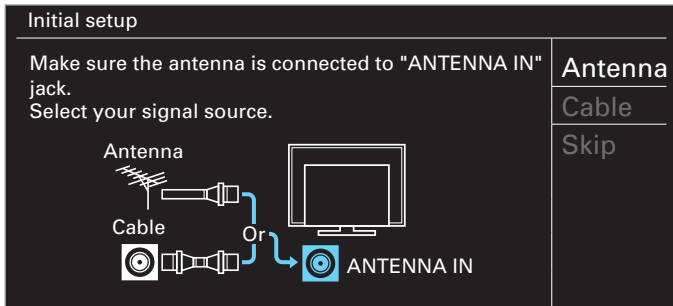 Initial setup
Make sure the antenna is connected to "ANTENNA IN"
jack.
Select your signal source.
Antenna
Cable
Or
ANTENNA IN
Antenna
Cable
Skip